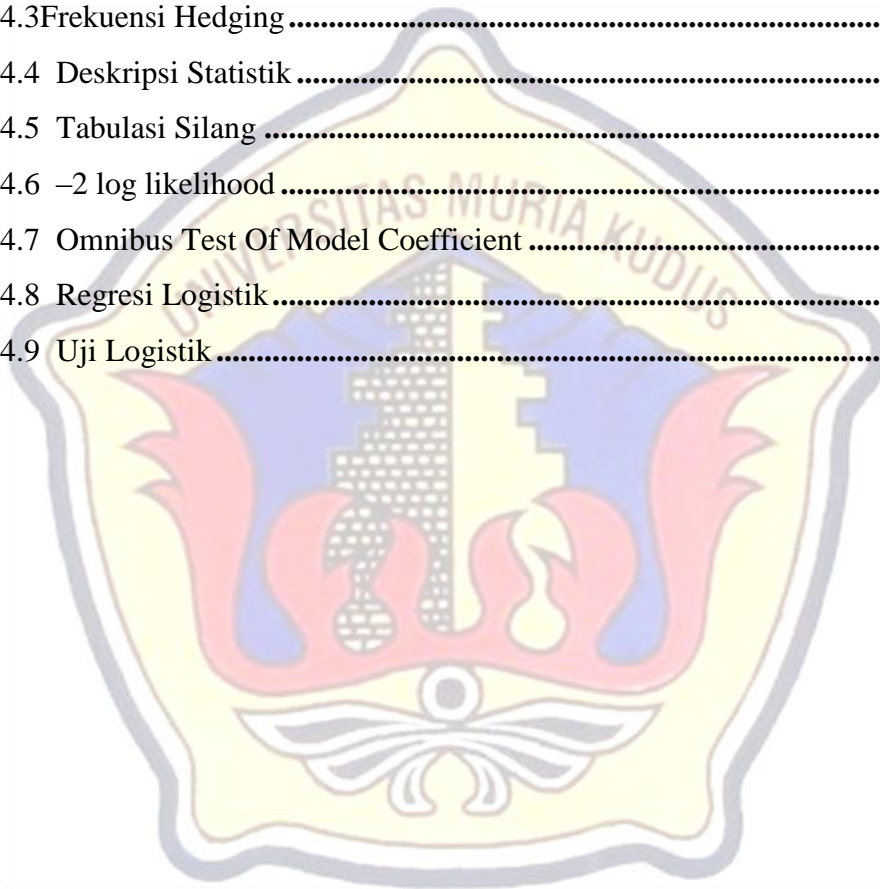 4.3Frekuensi Hedging ..........................................................................
4.4 Deskripsi Statistik .........................................................................
4.5 Tabulasi Silang .............................................................................
4.6 –2 log likelihood ...........................................................................
4.7 Omnibus Test Of Model Coefficient ............................................
4.8 Regresi Logistik ............................................................................
4.9 Uji Logistik ...................................................................................
UNIVERSITAS MURIA KUDUS